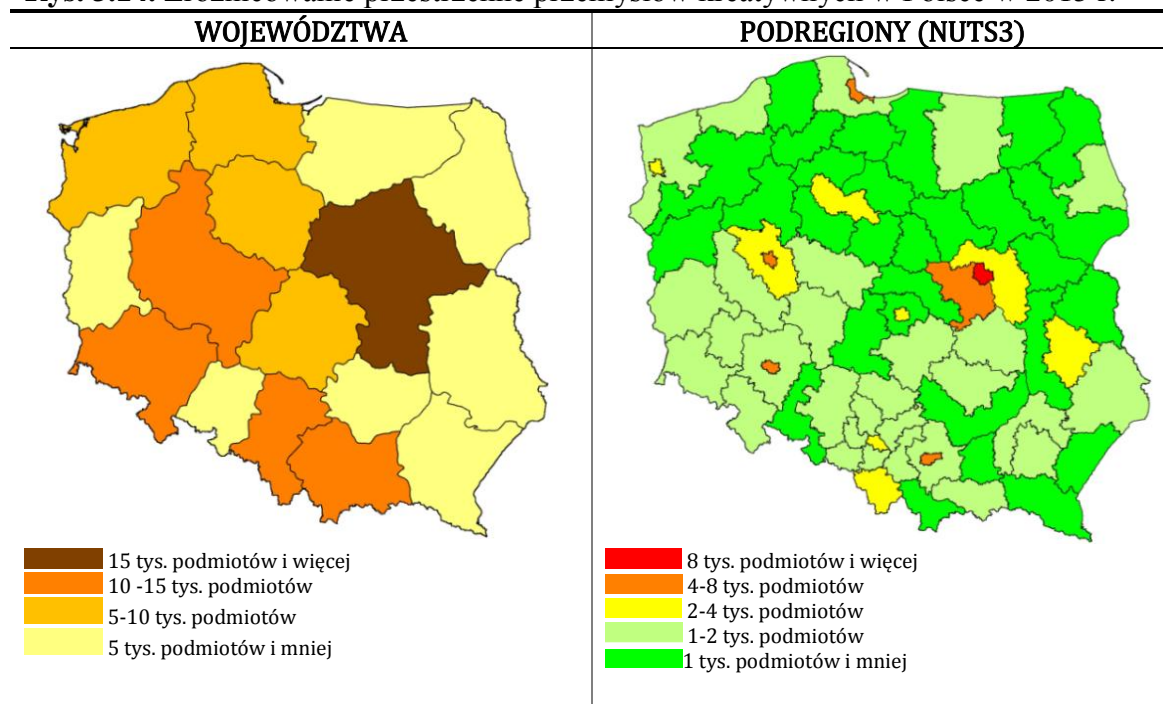 WOJEWÓDZTWA
PODREGIONY (NUTS3)
15 tys. podmiotów i więcej
10 -15 tys. podmiotów
5-10 tys. podmiotów
5 tys. podmiotów i mniej
8 tys. podmiotów i więcej
4-8 tys. podmiotów
2-4 tys. podmiotów
1-2 tys. podmiotów
1 tys. podmiotów i mniej